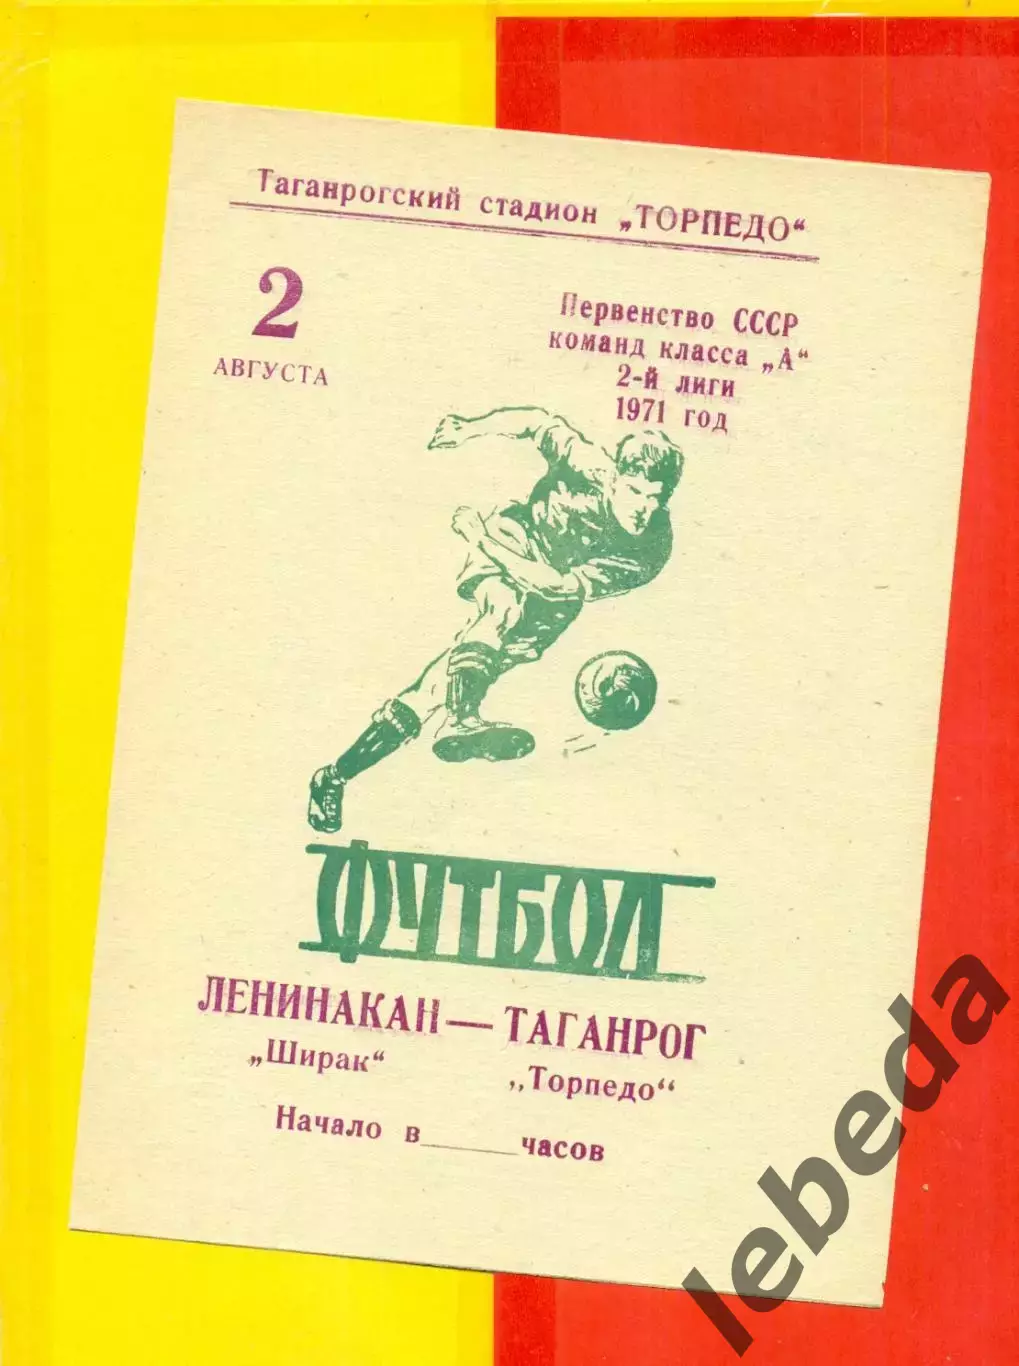 Таганрогский стадион „ТОРПЕДО“
2
АВГУСТА
Первенство СССР
команд класса „А“
2-й лиги
1971 год
ФУТБОЛ
ЛЕНИНАКАН — ТАГАНРОГ
„Ширак“ „Торпедо“
Начало в______часов
lebeda